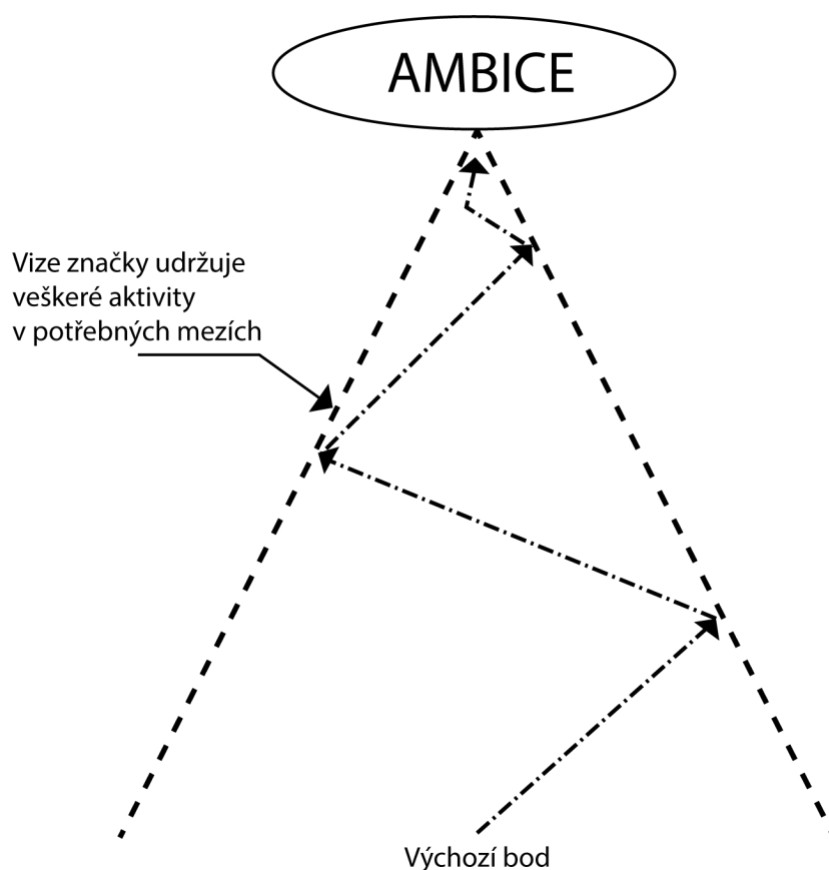 AMBICE
Vize značky udržuje
veškeré aktivity
v potřebných mezích
Výchozí bod